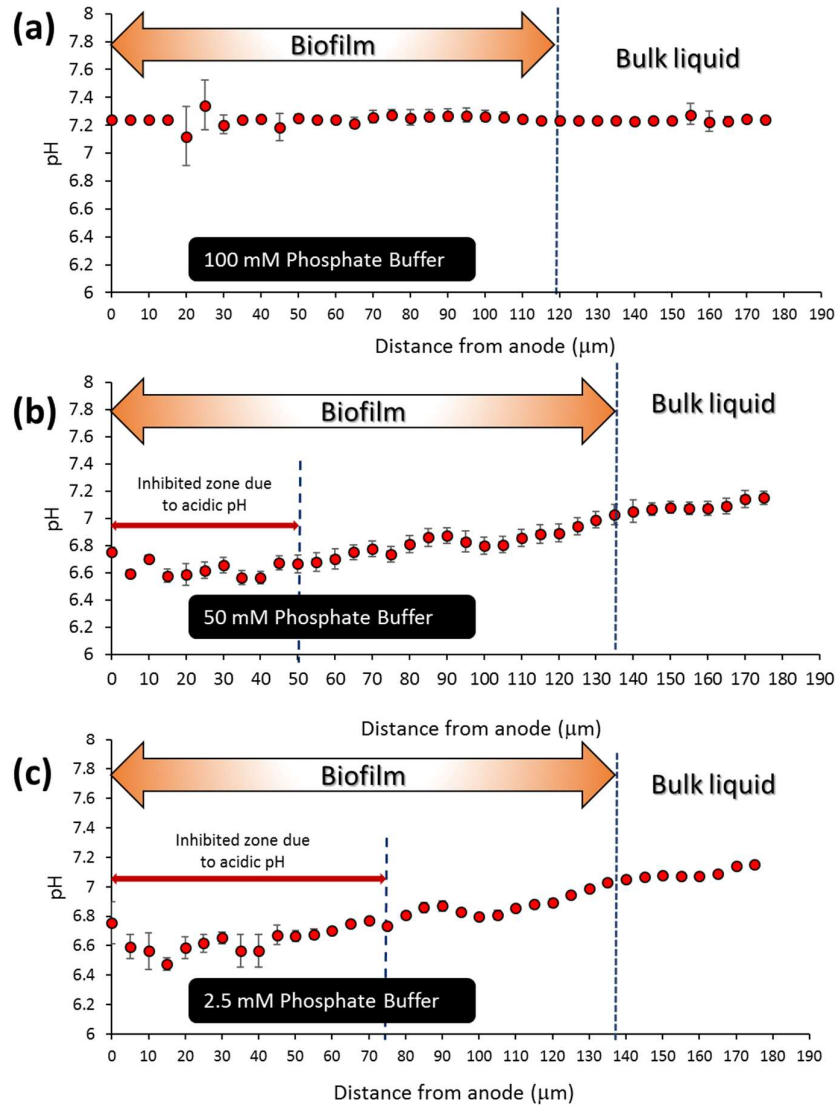 (a)
Biofilm
Bulk liquid
pH
8
7.8
7.6
7.4
7.2
7
6.8
6.6
6.4
6.2
6
100 mM Phosphate Buffer
0 10 20 30 40 50 60 70 80 90 100 110 120 130 140 150 160 170 180 190
Distance from anode (μm)
(b)
Biofilm
Bulk liquid
Inhibited zone due
to acidic pH
pH
8
7.8
7.6
7.4
7.2
7
6.8
6.6
6.4
6.2
6
50 mM Phosphate Buffer
0 10 20 30 40 50 60 70 80 90 100 110 120 130 140 150 160 170 180 190
Distance from anode (μm)
(c)
Biofilm
Bulk liquid
Inhibited zone due
to acidic pH
pH
8
7.8
7.6
7.4
7.2
7
6.8
6.6
6.4
6.2
6
2.5 mM Phosphate Buffer
0 10 20 30 40 50 60 70 80 90 100 110 120 130 140 150 160 170 180 190
Distance from anode (μm)